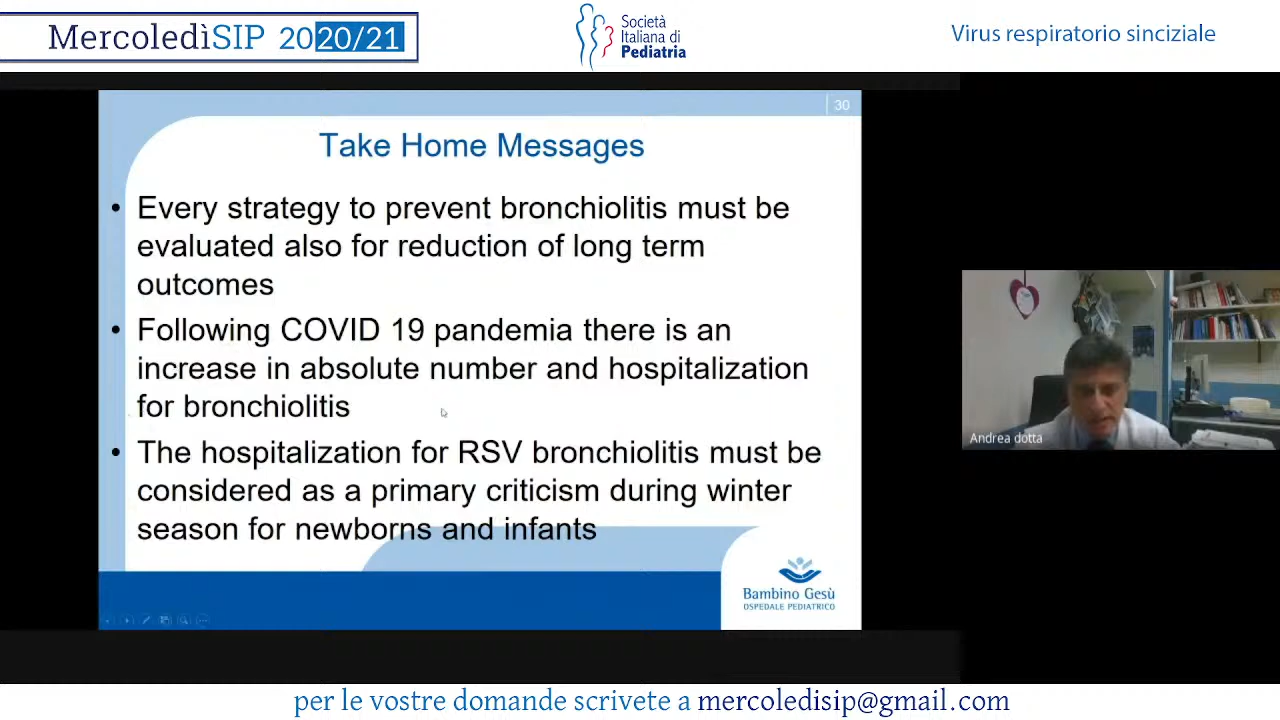 MercoledìSIP 2020/21
Società
Italiana di
Pediatria
Virus respiratorio sinciziale
30
Take Home Messages
• Every strategy to prevent bronchiolitis must be
evaluated also for reduction of long term
outcomes
• Following COVID 19 pandemia there is an
increase in absolute number and hospitalization
for bronchiolitis
• The hospitalization for RSV bronchiolitis must be
considered as a primary criticism during winter
season for newborns and infants
Bambino Gesù
OSPEDALE PEDIATRICO
Andrea dotta
per le vostre domande scrivete a mercoledisip@gmail.com